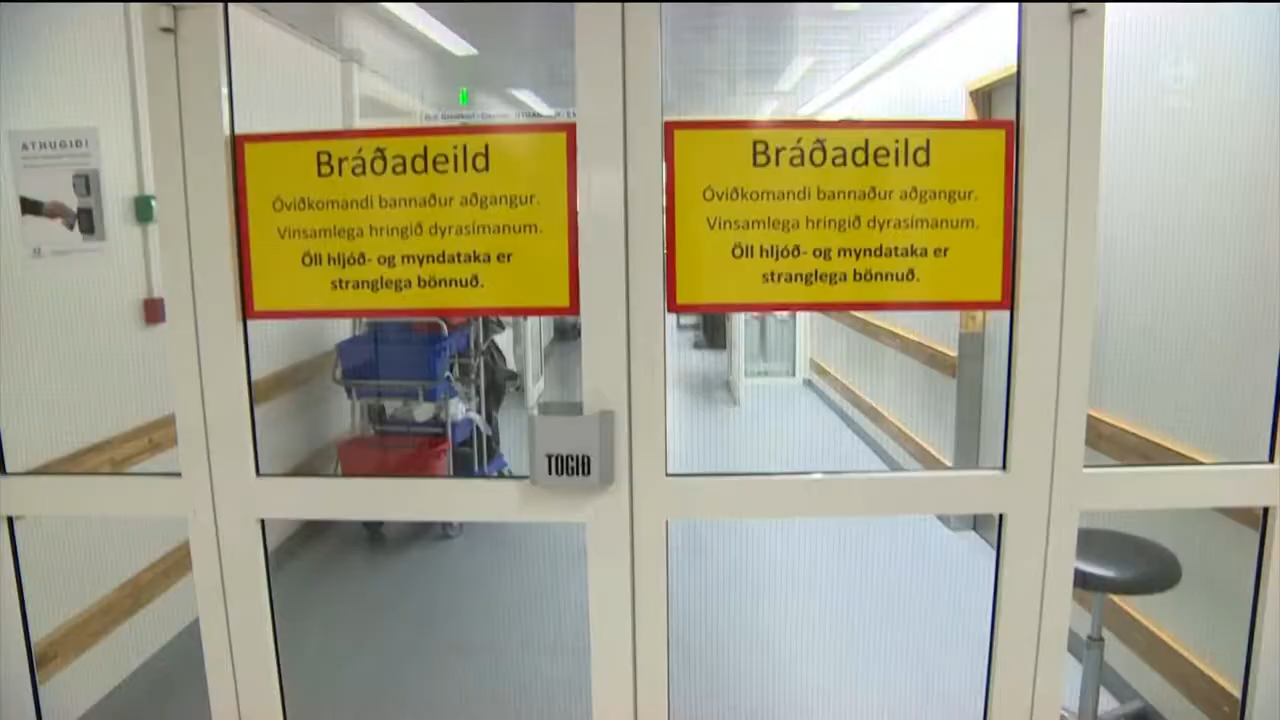 ATHUGIÐ!
Bráðadeild
Óviðkomandi bannaður aðgangur.
Vinsamlega hringið dyrasímanum.
Öll hljóð- og myndataka er
stranglega bönnuð.
Bráðadeild
Óviðkomandi bannaður aðgangur.
Vinsamlega hringið dyrasímanum.
Öll hljóð- og myndataka er
stranglega bönnuð.
TOGIÐ